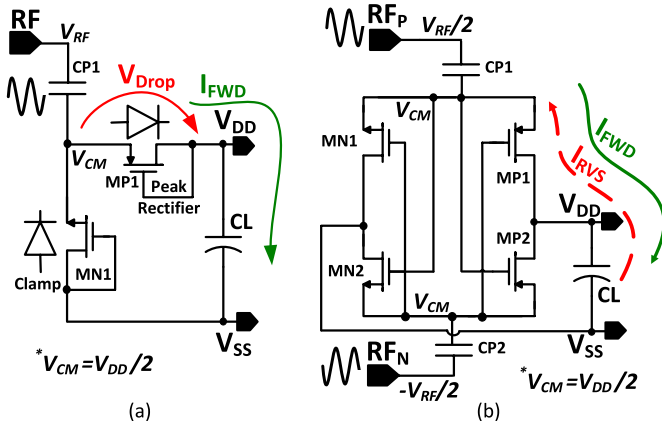 RF
V_RF
CP1
V_Drop
I_FWD
V_DD
V_CM
MP1
Peak
Rectifier
CL
MN1
Clamp
V_SS
*V_CM=V_DD/2
(a)
RF_P
V_RF/2
CP1
V_CM
MN1
MP1
I_FWD
I_RVS
V_DD
MN2
MP2
CL
V_CM
V_SS
CP2
RF_N
-V_RF/2
*V_CM=V_DD/2
(b)